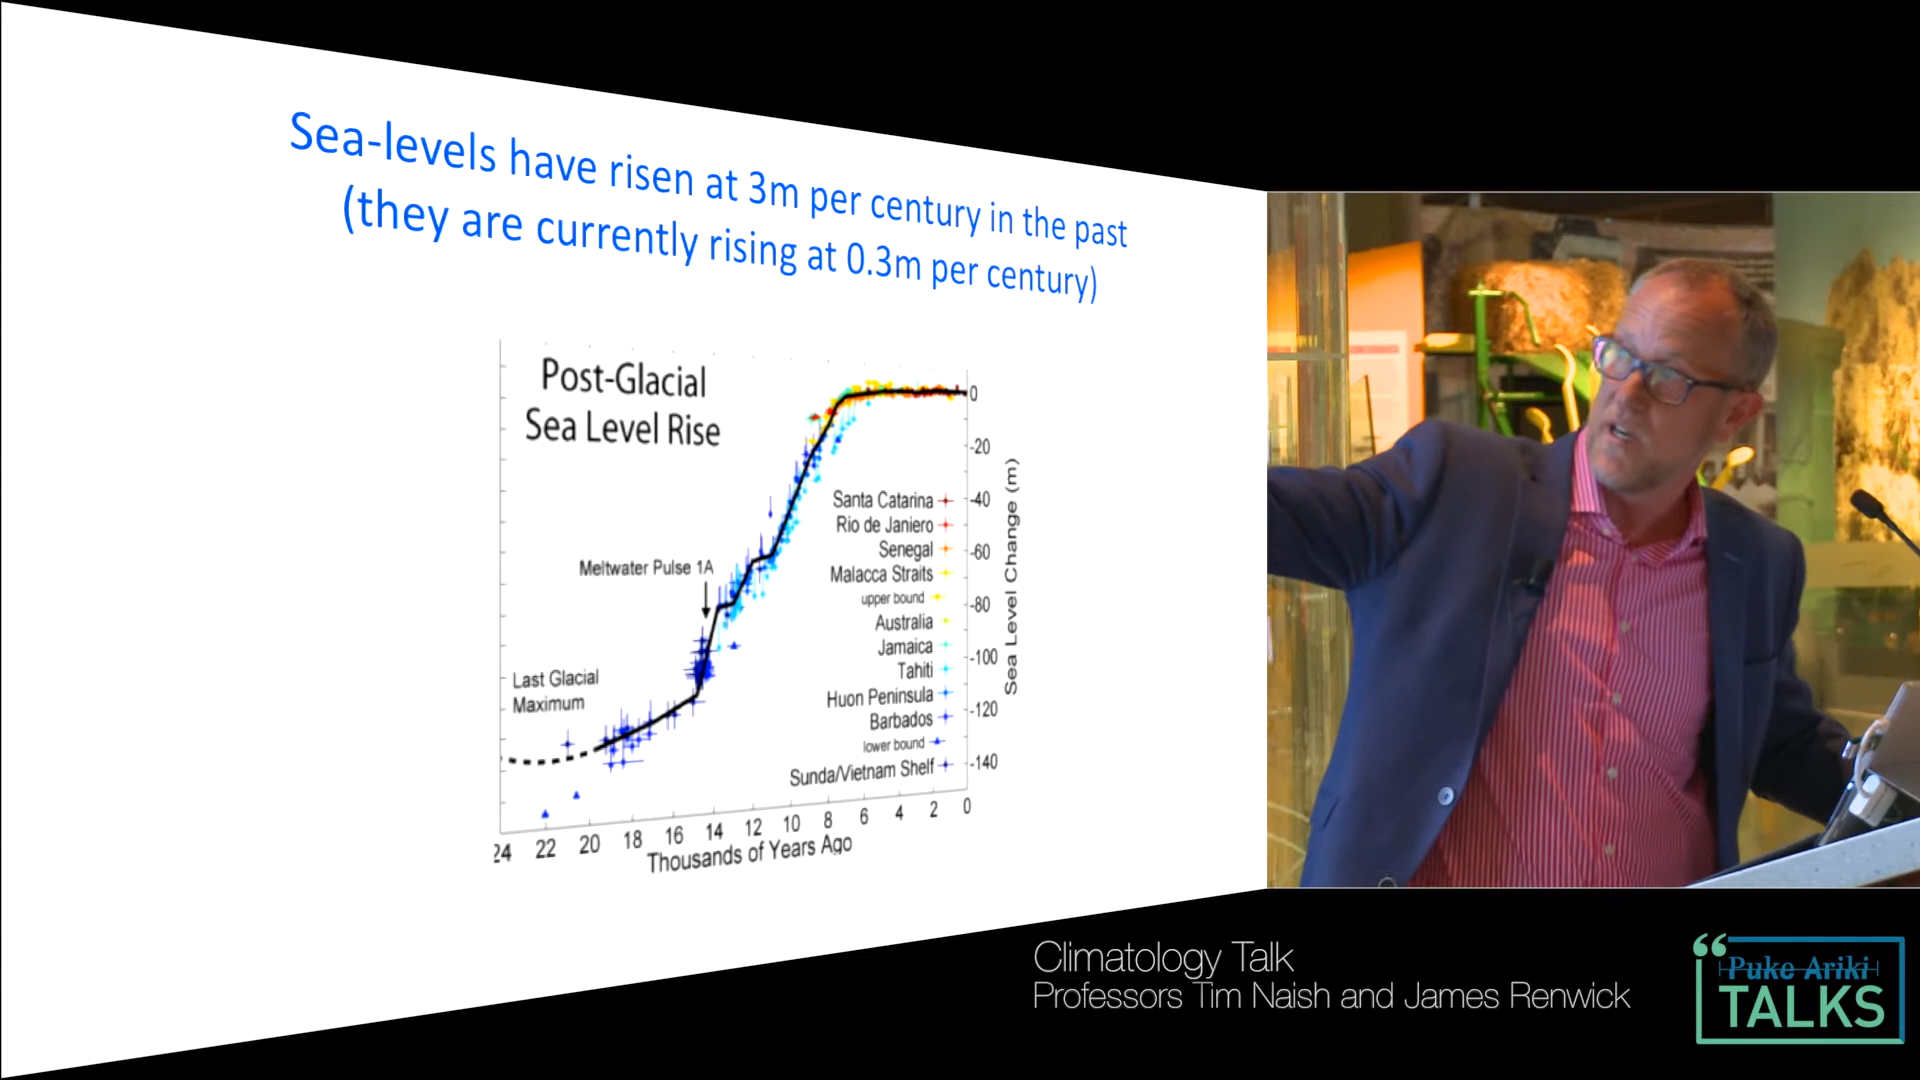 Sea-levels have risen at 3m per century in the past
(they are currently rising at 0.3m per century)
Post-Glacial
Sea Level Rise
Meltwater Pulse 1A
Last Glacial
Maximum
Santa Catarina
Rio de Janiero
Senegal
Malacca Straits
upper bound
Australia
Jamaica
Tahiti
Huon Peninsula
Barbados
lower bound
Sunda/Vietnam Shelf
0
-20
-40
-60
-80
-100
-120
-140
Sea Level Change (m)
24 22 20 18 16 14 12 10 8 6 4 2 0
Thousands of Years Ago
Climatology Talk
Professors Tim Naish and James Renwick
Puke Ariki
TALKS